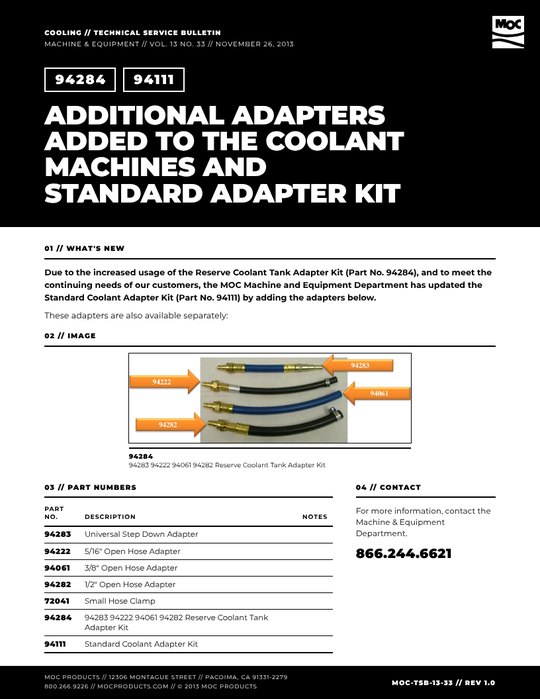 COOLING // TECHNICAL SERVICE BULLETIN
MACHINE & EQUIPMENT // VOL. 13 NO. 33 // NOVEMBER 26, 2013
MOC
94284 94111
ADDITIONAL ADAPTERS
ADDED TO THE COOLANT
MACHINES AND
STANDARD ADAPTER KIT
01 // WHAT'S NEW
Due to the increased usage of the Reserve Coolant Tank Adapter Kit (Part No. 94284), and to meet the
continuing needs of our customers, the MOC Machine and Equipment Department has updated the
Standard Coolant Adapter Kit (Part No. 94111) by adding the adapters below.
These adapters are also available separately:
02 // IMAGE
94283
94222
94061
94282
94284
94283 94222 94061 94282 Reserve Coolant Tank Adapter Kit
03 // PART NUMBERS
PART
NO. DESCRIPTION NOTES
94283 Universal Step Down Adapter
94222 5/16" Open Hose Adapter
94061 3/8" Open Hose Adapter
94282 1/2" Open Hose Adapter
72041 Small Hose Clamp
94284 94283 94222 94061 94282 Reserve Coolant Tank
Adapter Kit
94111 Standard Coolant Adapter Kit
04 // CONTACT
For more information, contact the
Machine & Equipment
Department.
866.244.6621
MOC PRODUCTS // 12306 MONTAGUE STREET // PACOIMA, CA 91331-2279
800.266.9226 // MOCPRODUCTS.COM // © 2013 MOC PRODUCTS
MOC-TSB-13-33 // REV 1.0